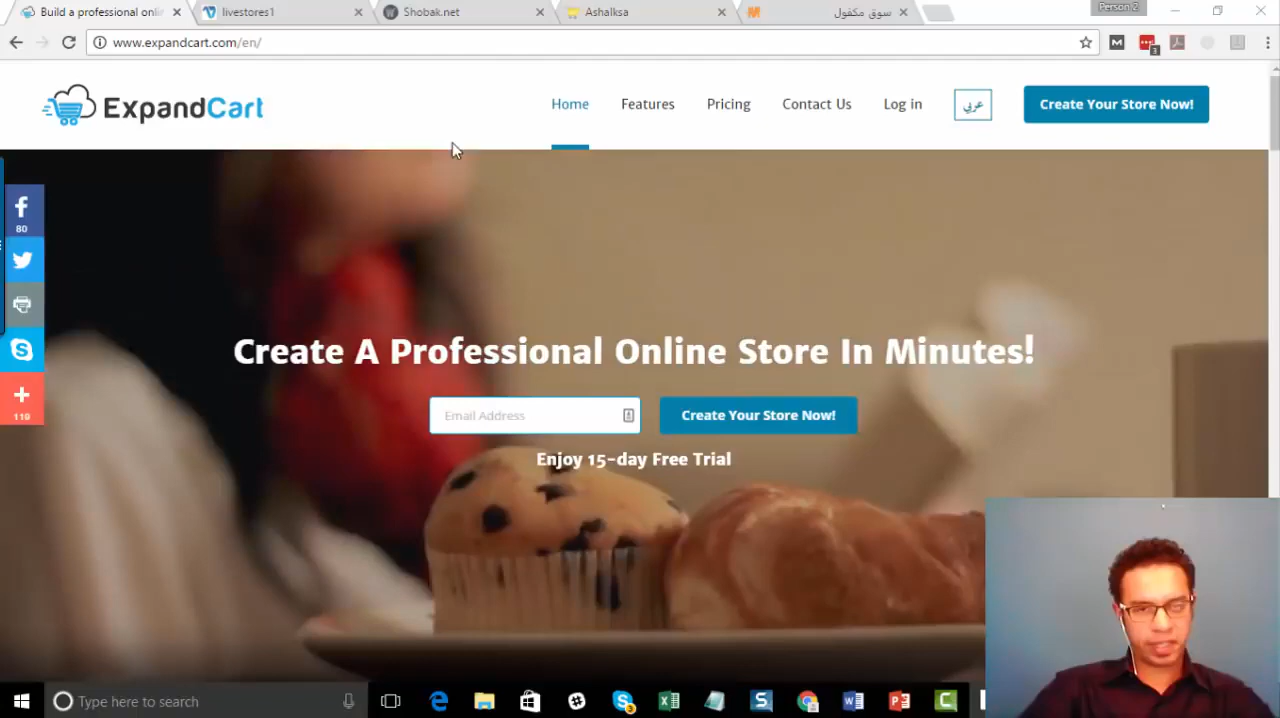 Build a professional onlin
livestores1
Shobak.net
Ashalksa
سوق مكفول
Person 2
www.expandcart.com/en/
3
ExpandCart
Home
Features
Pricing
Contact Us
Log in
عربي
Create Your Store Now!
80
119
Create A Professional Online Store In Minutes!
Email Address
Create Your Store Now!
Enjoy 15-day Free Trial
Type here to search